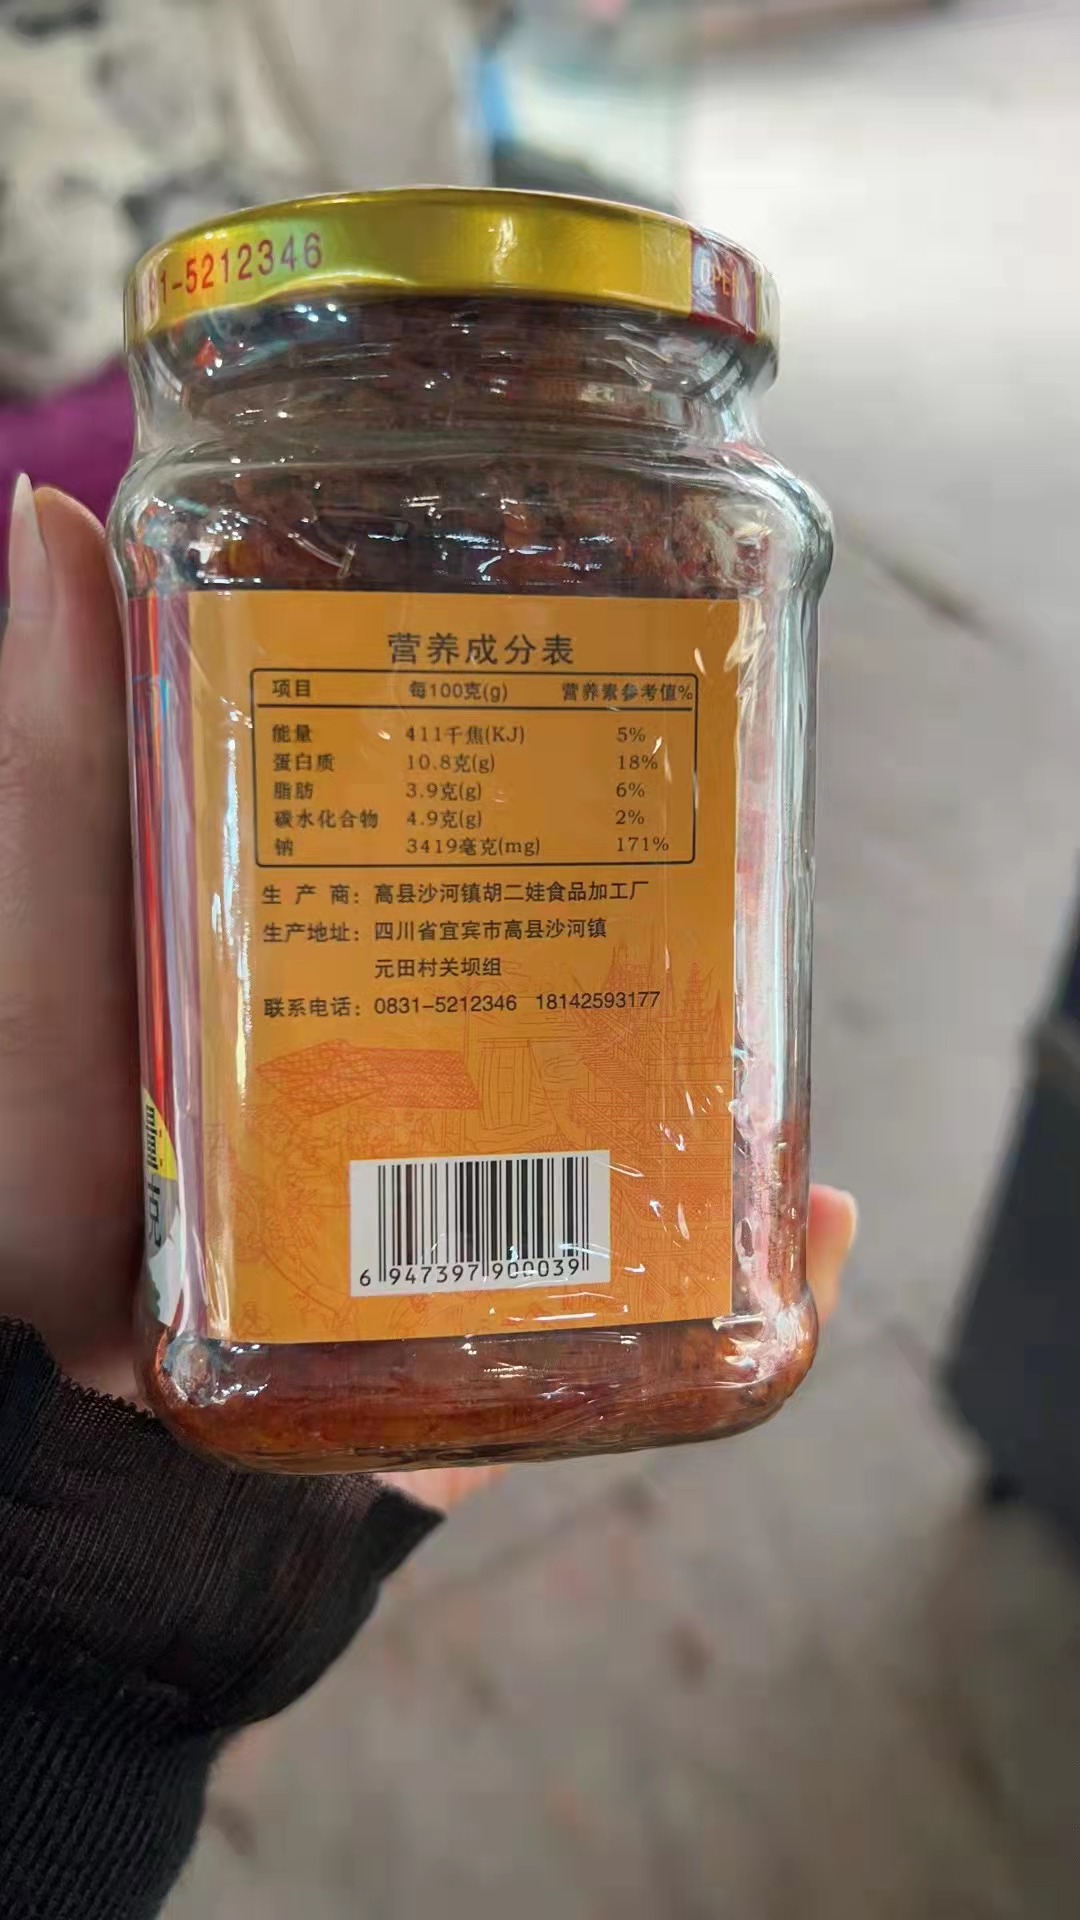 1-5212346
OPEN
营养成分表
项目 每100克(g) 营养素参考值%
能量 411千焦(KJ) 5%
蛋白质 10.8克(g) 18%
脂肪 3.9克(g) 6%
碳水化合物 4.9克(g) 2%
钠 3419毫克(mg) 171%
生产商：高县沙河镇胡二娃食品加工厂
生产地址：四川省宜宾市高县沙河镇
元田村关坝组
联系电话：0831-5212346 18142593177
克
6 947397 900039